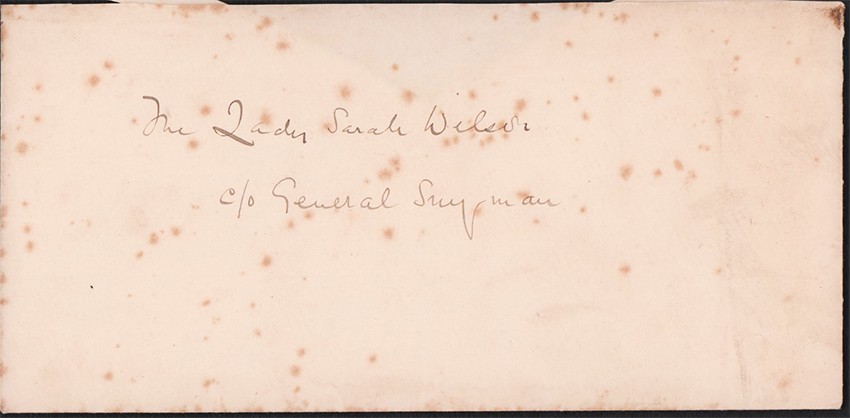 The Lady Sarah Wilson
c/o General Snyman